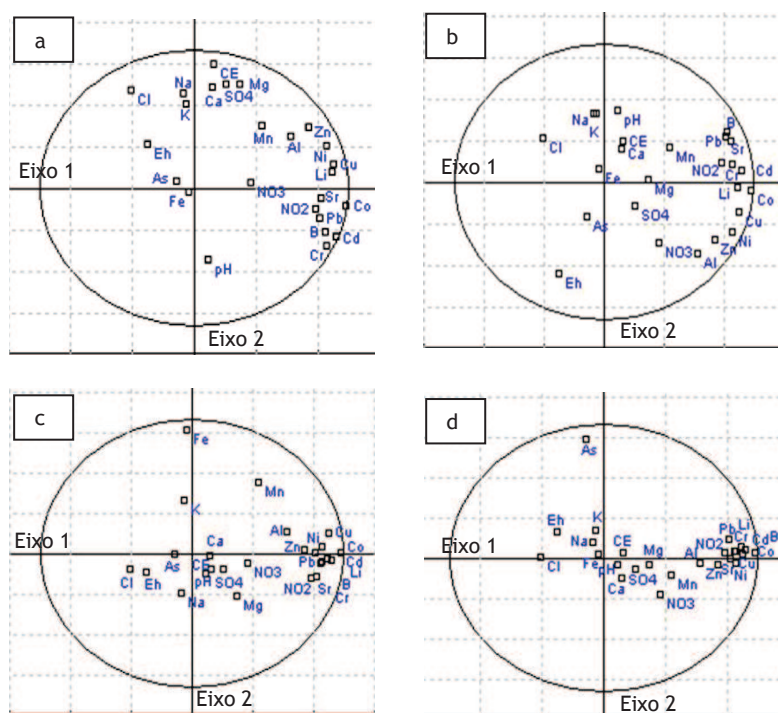 a
CE
Na
Mg
Cl
Ca
SO4
K
Mn
Zn
Al
Eh
Ni
Cu
Eixo 1
Li
As
NO3
Fe
Sr
NO2
Co
Pb
B
Cd
Cr
pH
Eixo 2
b
B
Na
pH
Pb
K
Sr
Cl
CE
Ca
Mn
NO2
Fe
Cr
Cd
Eixo 1
Mg
Li
Co
SO4
As
Cu
NO3
Ni
Zn
Al
Eh
Eixo 2
c
Fe
Mn
K
Al
Cu
Ni
Ca
Zn
Co
Eixo 1
As
CE
Pb
Cd
Cl
Eh
pH
SO4
NO3
Li
NO2
Sr
B
Na
Mg
Cr
Eixo 2
d
As
K
Pb
Li
Eh
Cr
Na
CE
NO2
Cd
B
Fe
Mg
Co
Eixo 1
Cl
pH
Al
Sr
Cu
SO4
Zn
Ni
Ca
Mn
NO3
Eixo 2